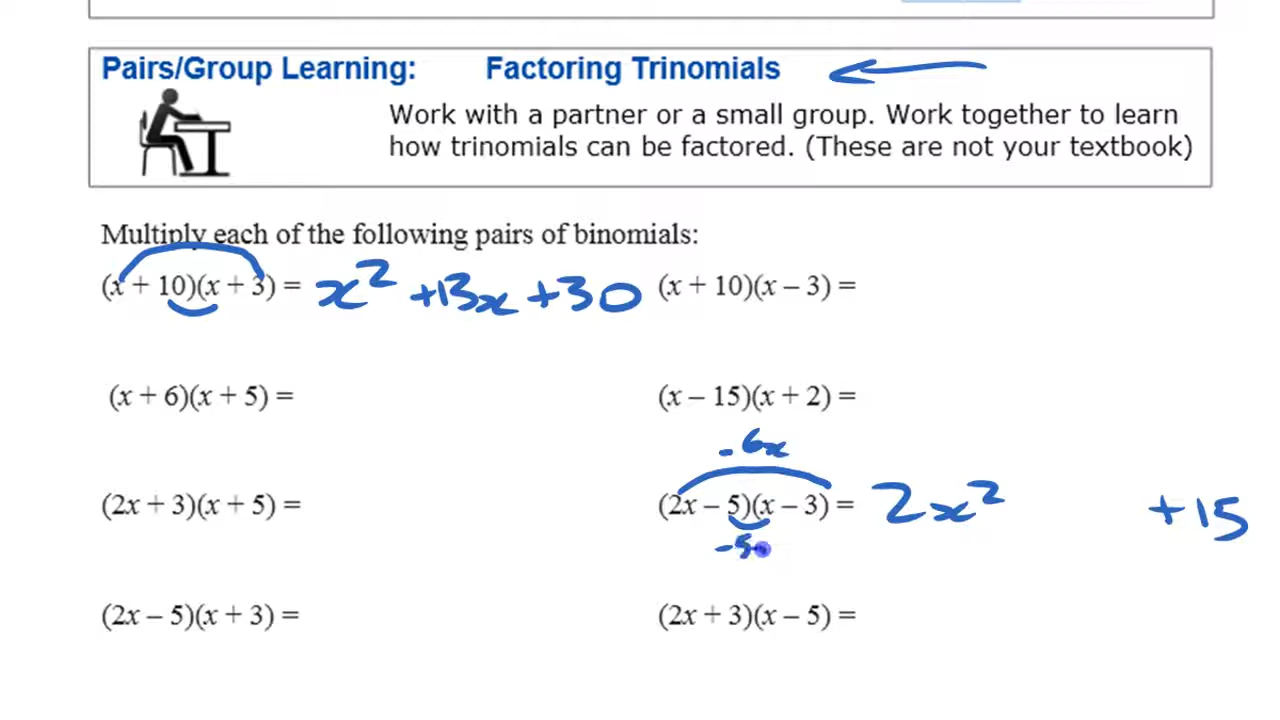 Pairs/Group Learning: Factoring Trinomials
Work with a partner or a small group. Work together to learn
how trinomials can be factored. (These are not your textbook)
Multiply each of the following pairs of binomials:
(x + 10)(x + 3) = x² +13x +30
(x + 10)(x – 3) =
(x + 6)(x + 5) =
(x – 15)(x + 2) =
(2x + 3)(x + 5) =
-6x
(2x – 5)(x – 3) = 2x² +15
-5
(2x – 5)(x + 3) =
(2x + 3)(x – 5) =